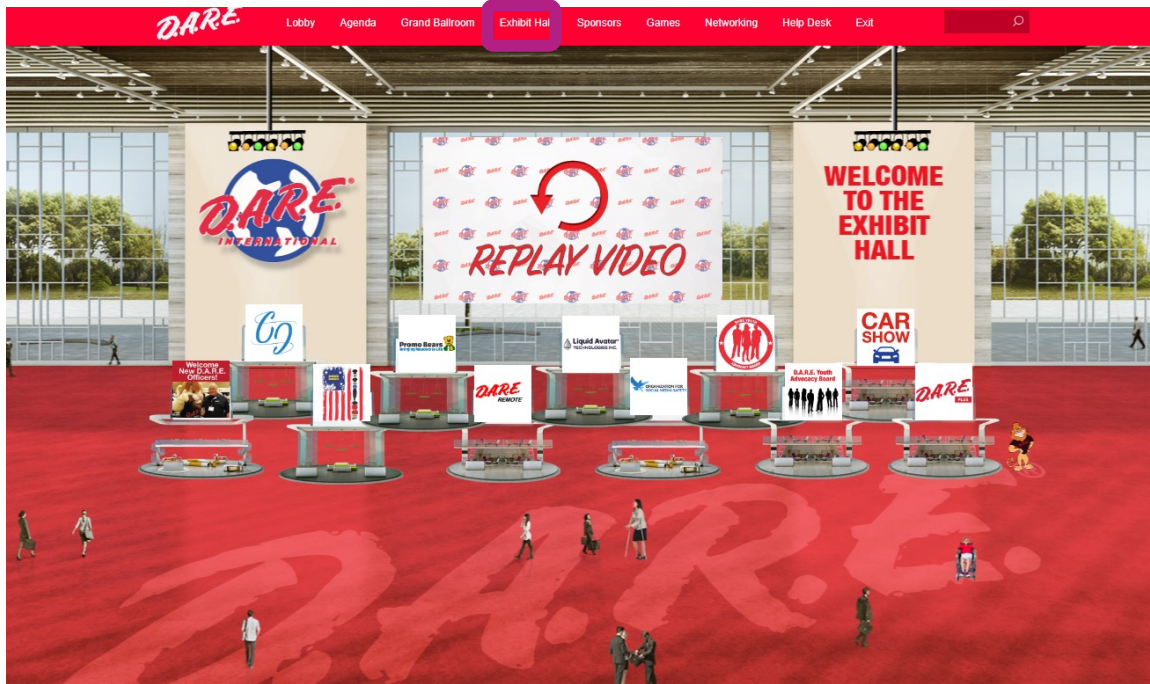 D.A.R.E.
Lobby
Agenda
Grand Ballroom
Exhibit Hal
Sponsors
Games
Networking
Help Desk
Exit
D.A.R.E.®
INTERNATIONAL
REPLAY VIDEO
WELCOME
TO THE
EXHIBIT
HALL
Welcome
New D.A.R.E.
Officers!
Promo Bears
D.A.R.E.
REMOTE
Liquid Avatar
TECHNOLOGIES INC.
ORGANIZATION FOR
SOCIAL MEDIA SAFETY
D.A.R.E. Youth
Advocacy Board
CAR
SHOW
D.A.R.E.
PLUS
D.A.R.E.